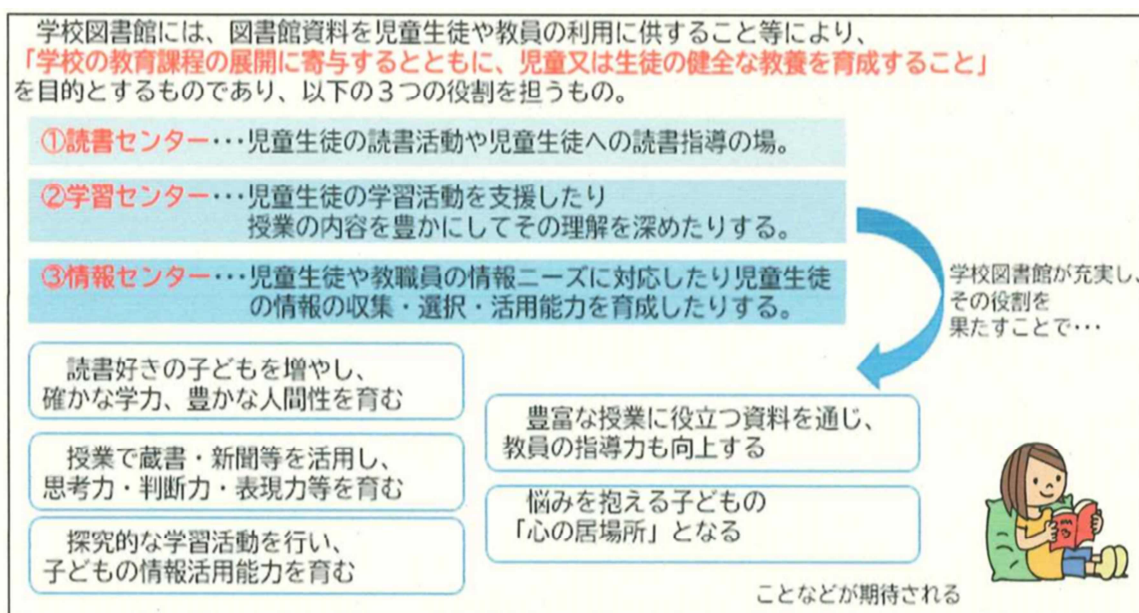 学校図書館には、図書館資料を児童生徒や教員の利用に供すること等により、
「学校の教育課程の展開に寄与するとともに、児童又は生徒の健全な教養を育成すること」
を目的とするものであり、以下の３つの役割を担うもの。
①読書センター･･･児童生徒の読書活動や児童生徒への読書指導の場。
②学習センター･･･児童生徒の学習活動を支援したり
授業の内容を豊かにしてその理解を深めたりする。
③情報センター･･･児童生徒や教職員の情報ニーズに対応したり児童生徒
の情報の収集・選択・活用能力を育成したりする。
学校図書館が充実し、
その役割を
果たすことで･･･
読書好きの子どもを増やし、
確かな学力、豊かな人間性を育む
授業で蔵書・新聞等を活用し、
思考力・判断力・表現力等を育む
探究的な学習活動を行い、
子どもの情報活用能力を育む
豊富な授業に役立つ資料を通じ、
教員の指導力も向上する
悩みを抱える子どもの
「心の居場所」となる
ことなどが期待される